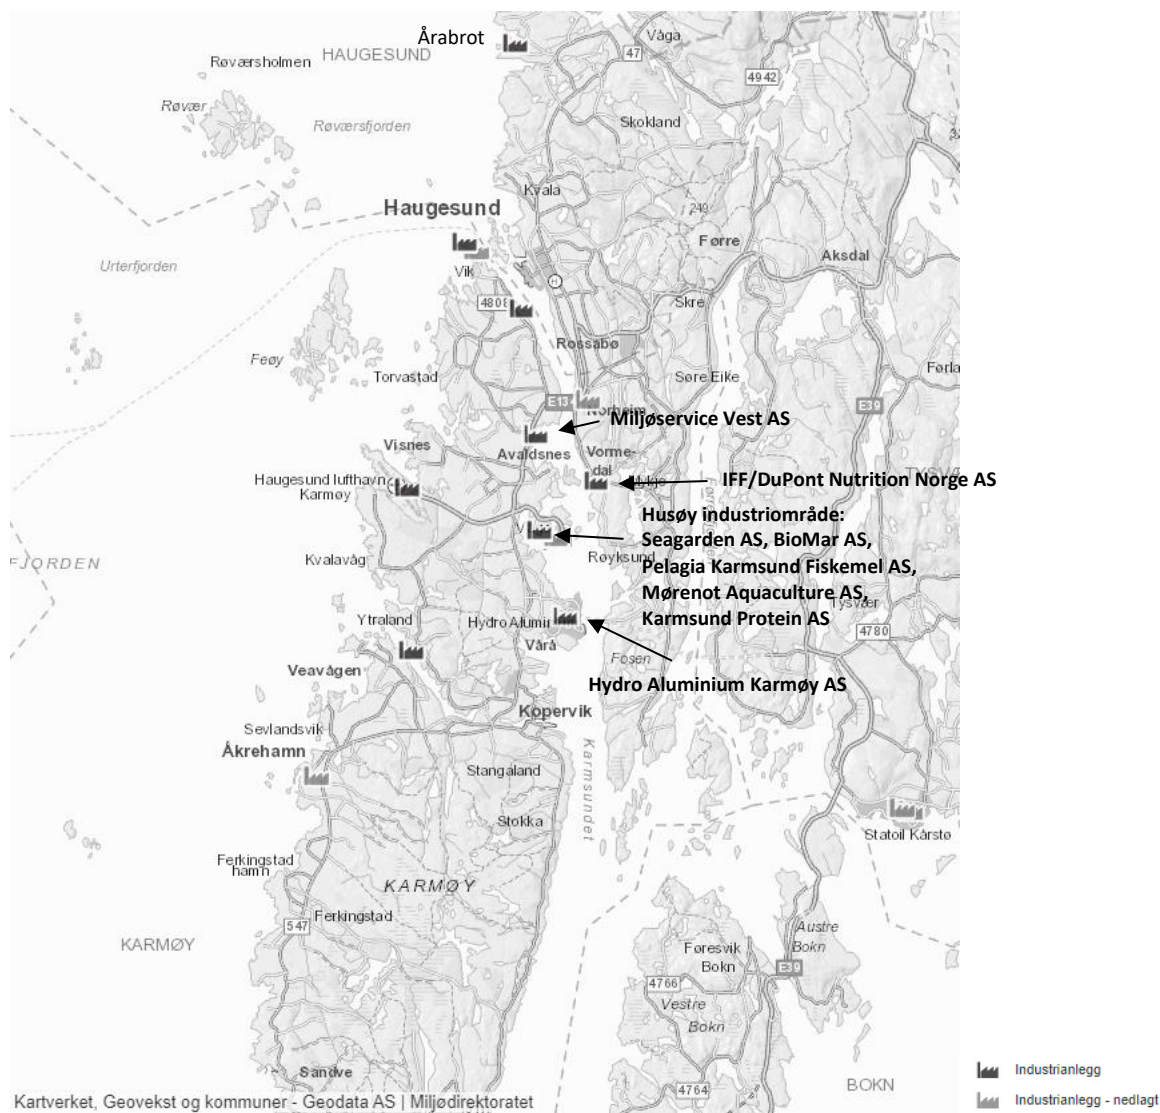 Årabrot
HAUGESUND
Våga
47
Røværsholmen
4942
Røvær
Røværsfjorden
Skokland
Kvala
249
Haugesund
Førre
Aksdal
Urterfjorden
Vik
H
4808
Skre
Rossabø
Feøy
Torvastad
Søre Eike
Førla
E134
E39
Norheim
Miljøservice Vest AS
Visnes
Avaldsnes
Vorme-
dal
Haugesund lufthavn
Karmøy
IFF/DuPont Nutrition Norge AS
Husøy industriområde:
Seagarden AS, BioMar AS,
Pelagia Karmsund Fiskemel AS,
Mørenot Aquaculture AS,
Karmsund Protein AS
Røyksund
Kvalavåg
FJORDEN
Tysvær
4780
Ytraland
Hydro Alumin
Vårå
Fosen
Veavågen
Hydro Aluminium Karmøy AS
Kopervik
Sevlandsvik
Åkrehamn
Karmsundet
Stangaland
Stokka
Statoil Kårstø
Ferkingstad
hamn
KARMØY
Ferkingstad
547
KARMØY
Føresvik
Bokn
Austre
Bokn
E39
4766
Vestre
Bokn
Sandve
4764
BOKN
Industrianlegg
Industrianlegg - nedlagt
Kartverket, Geovekst og kommuner - Geodata AS | Miljødirektoratet